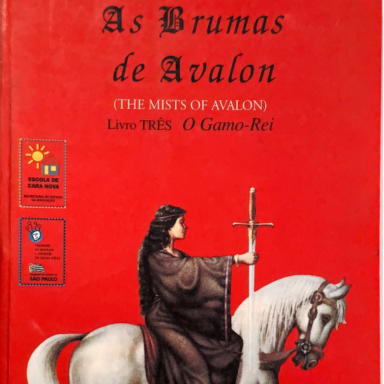 As Brumas
de Avalon
(THE MISTS OF AVALON)
Livro TRÊS O Gamo-Rei
ESCOLA DE
CARA NOVA
SÃO PAULO